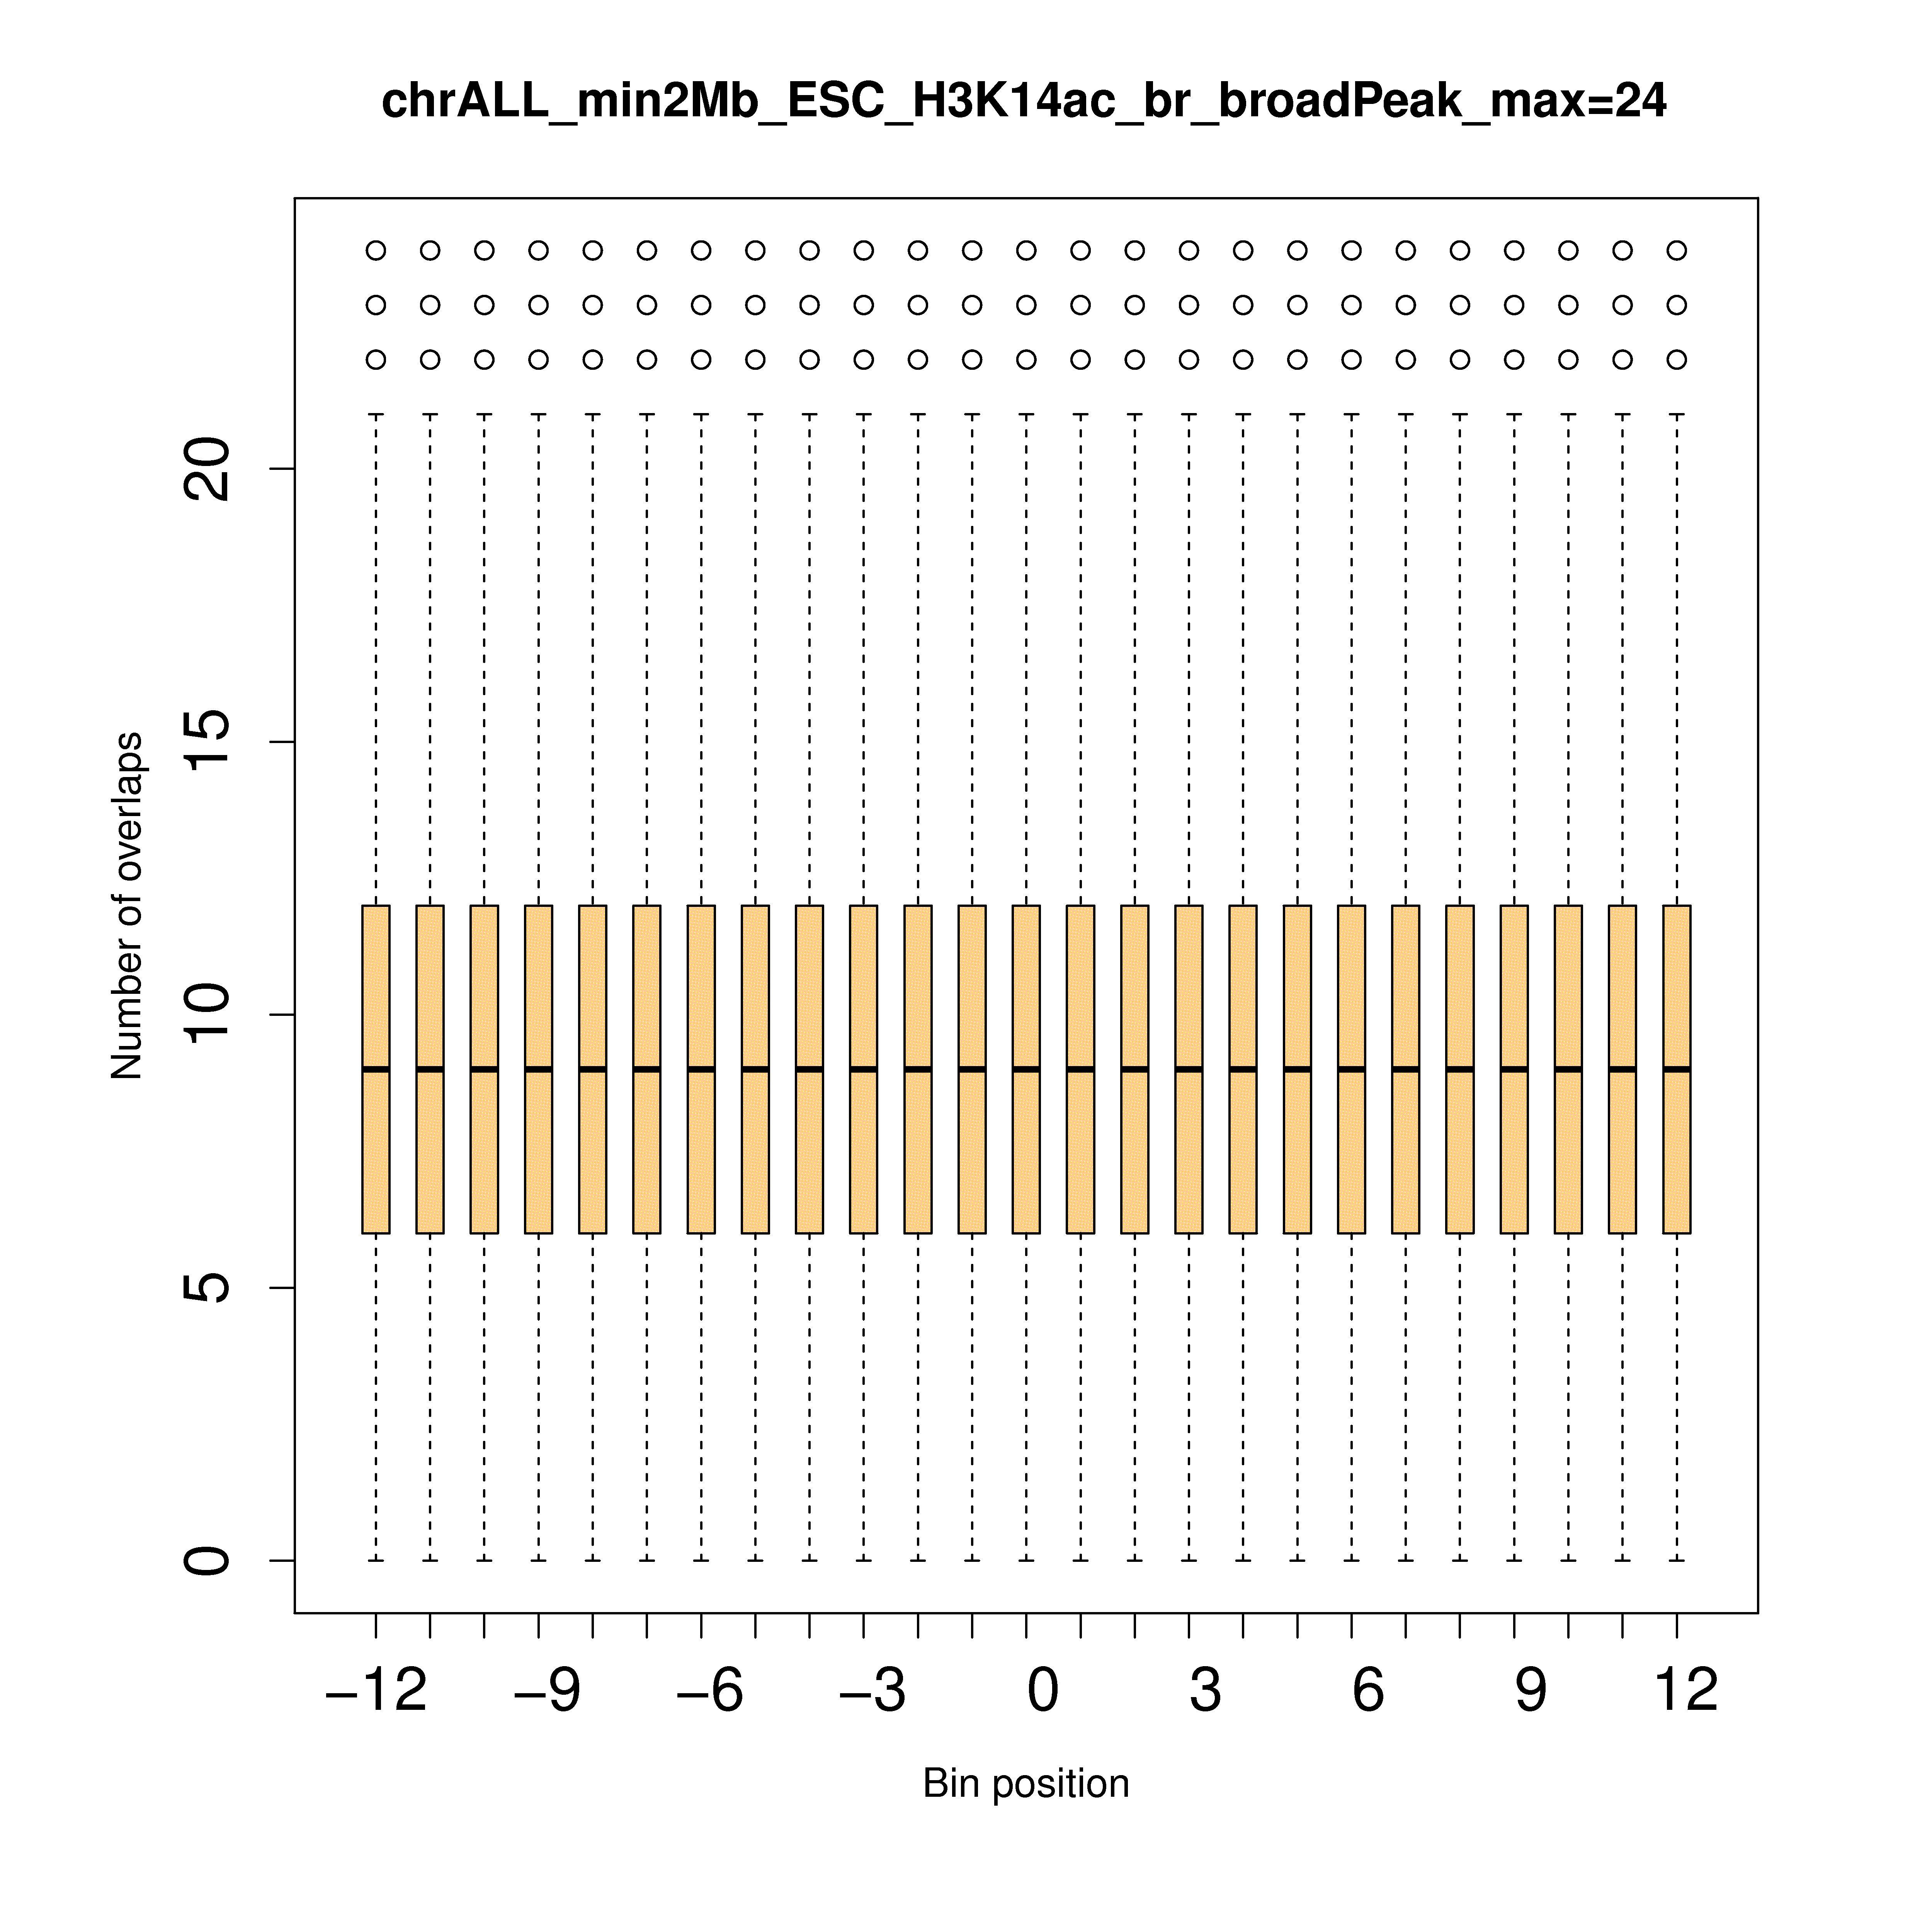 chrALL_min2Mb_ESC_H3K14ac_br_broadPeak_max=24
Number of overlaps
20
15
10
5
0
−12 −9 −6 −3 0 3 6 9 12
Bin position